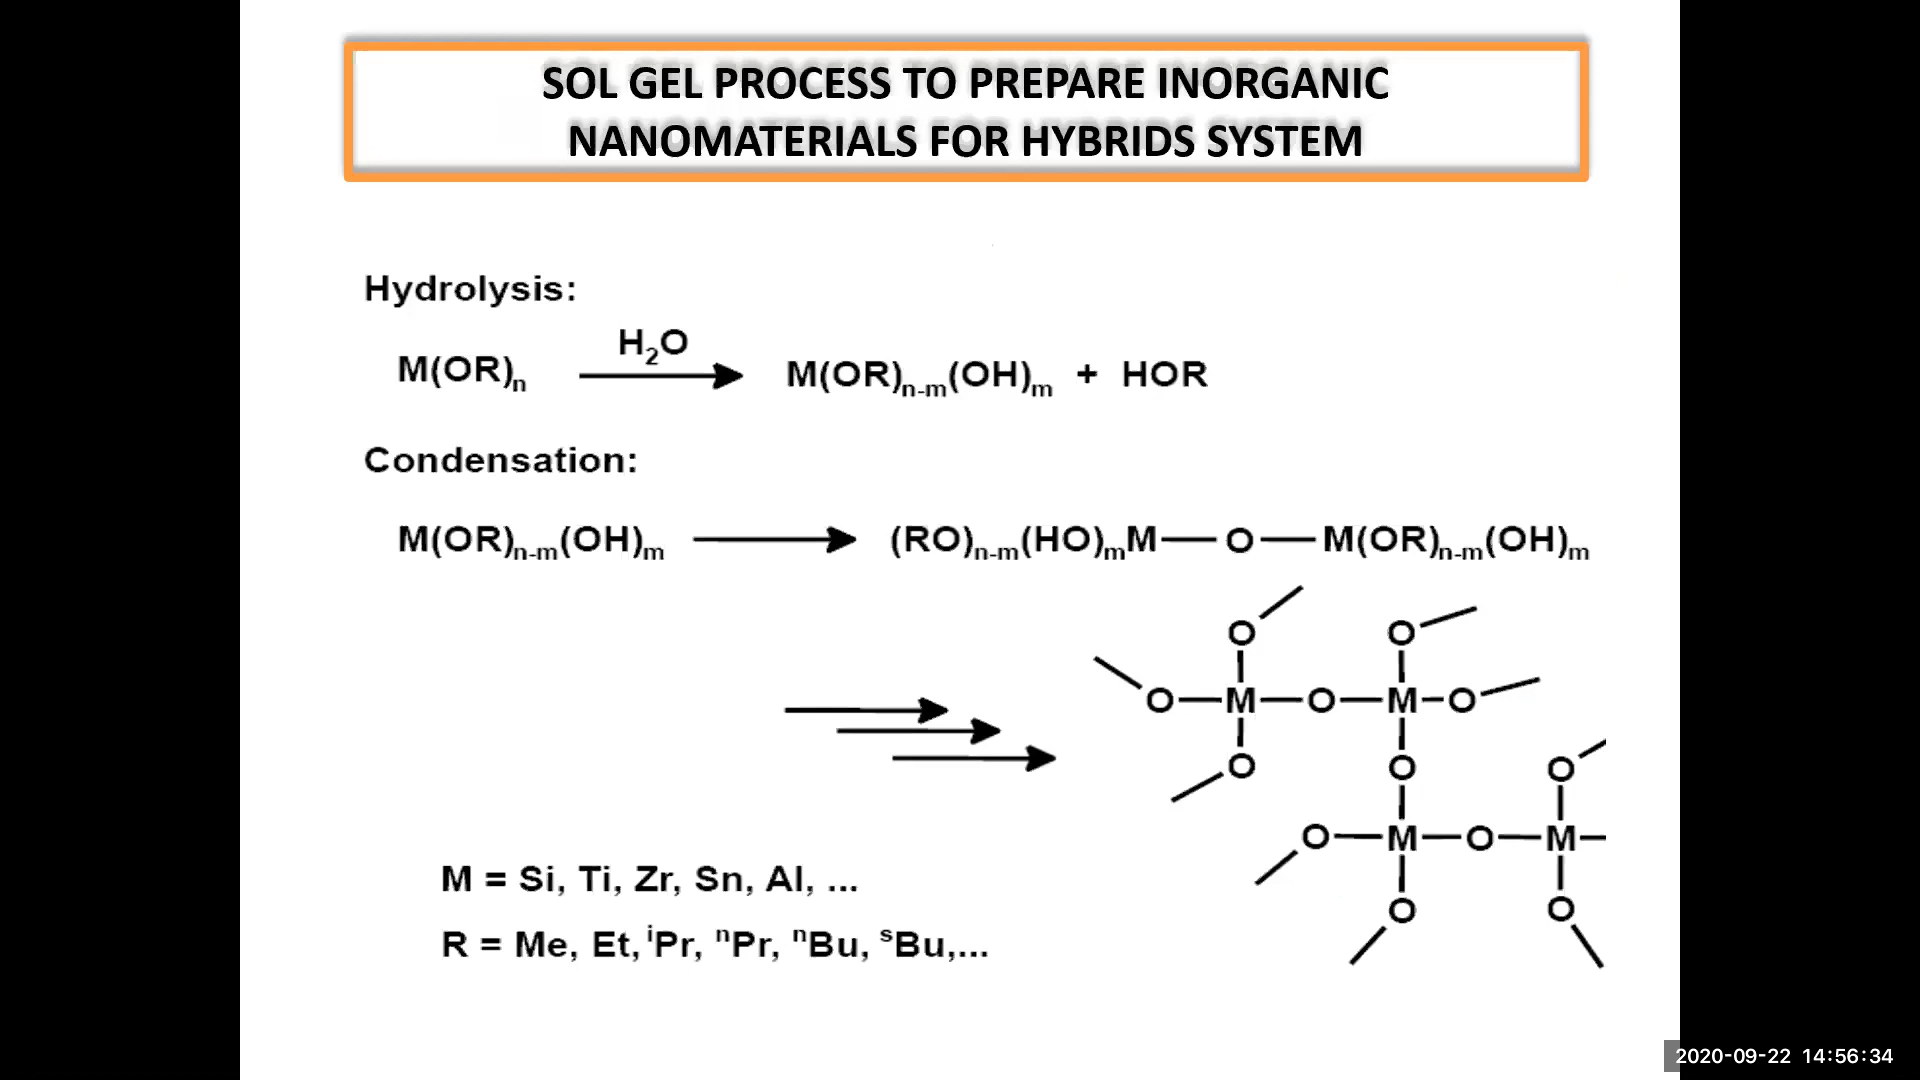 SOL GEL PROCESS TO PREPARE INORGANIC
NANOMATERIALS FOR HYBRIDS SYSTEM
Hydrolysis:
M(OR)n H2O M(OR)n-m(OH)m + HOR
Condensation:
M(OR)n-m(OH)m (RO)n-m(HO)mM—O—M(OR)n-m(OH)m
O O
O—M—O—M—O
O O O
O—M—O—M—
O O
M = Si, Ti, Zr, Sn, Al, ...
R = Me, Et, iPr, nPr, nBu, sBu,...
2020-09-22 14:56:34